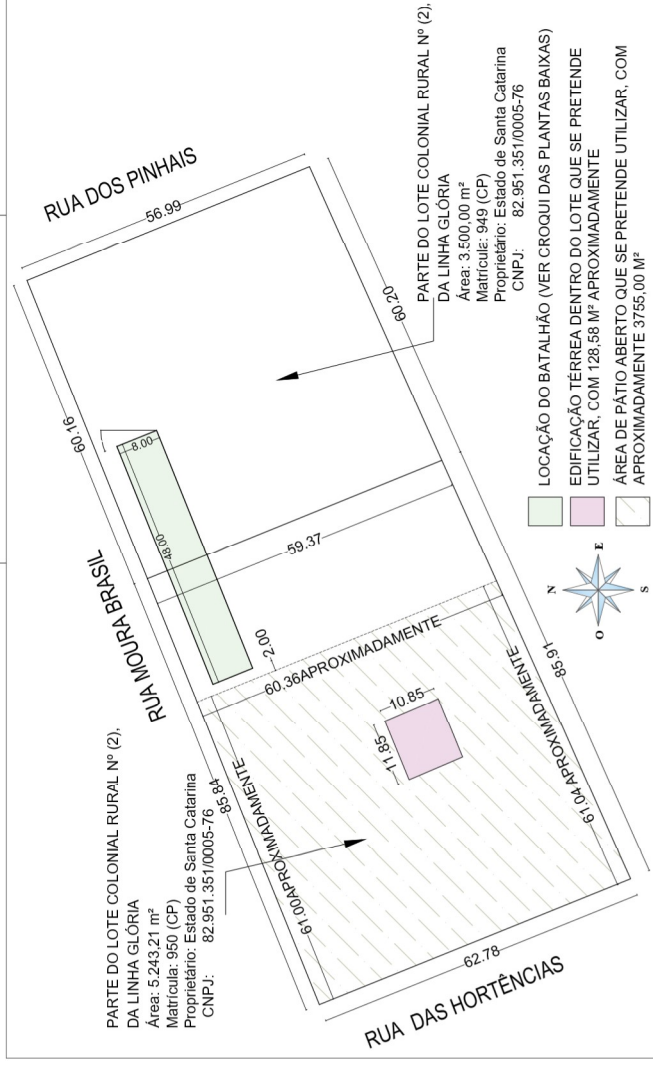 RUA DOS PINHAIS
56.99
60.16
RUA MOURA BRASIL
8.00
48.00
59.37
2.00
60.20
PARTE DO LOTE COLONIAL RURAL Nº (2),
DA LINHA GLÓRIA
Área: 3.500,00 m²
Matrícula: 949 (CP)
Proprietário: Estado de Santa Catarina
CNPJ: 82.951.351/0005-76
PARTE DO LOTE COLONIAL RURAL Nº (2),
DA LINHA GLÓRIA
Área: 5.243,21 m²
Matrícula: 950 (CP)
Proprietário: Estado de Santa Catarina
CNPJ: 82.951.351/0005-76
85.84
61.00APROXIMADAMENTE
60.36APROXIMADAMENTE
11.85
10.85
61.04 APROXIMADAMENTE
85.91
62.78
RUA DAS HORTÊNCIAS
N
O
E
S
LOCAÇÃO DO BATALHÃO (VER CROQUI DAS PLANTAS BAIXAS)
EDIFICAÇÃO TÉRREA DENTRO DO LOTE QUE SE PRETENDE
UTILIZAR, COM 128,58 M² APROXIMADAMENTE
ÁREA DE PÁTIO ABERTO QUE SE PRETENDE UTILIZAR, COM
APROXIMADAMENTE 3755,00 M²